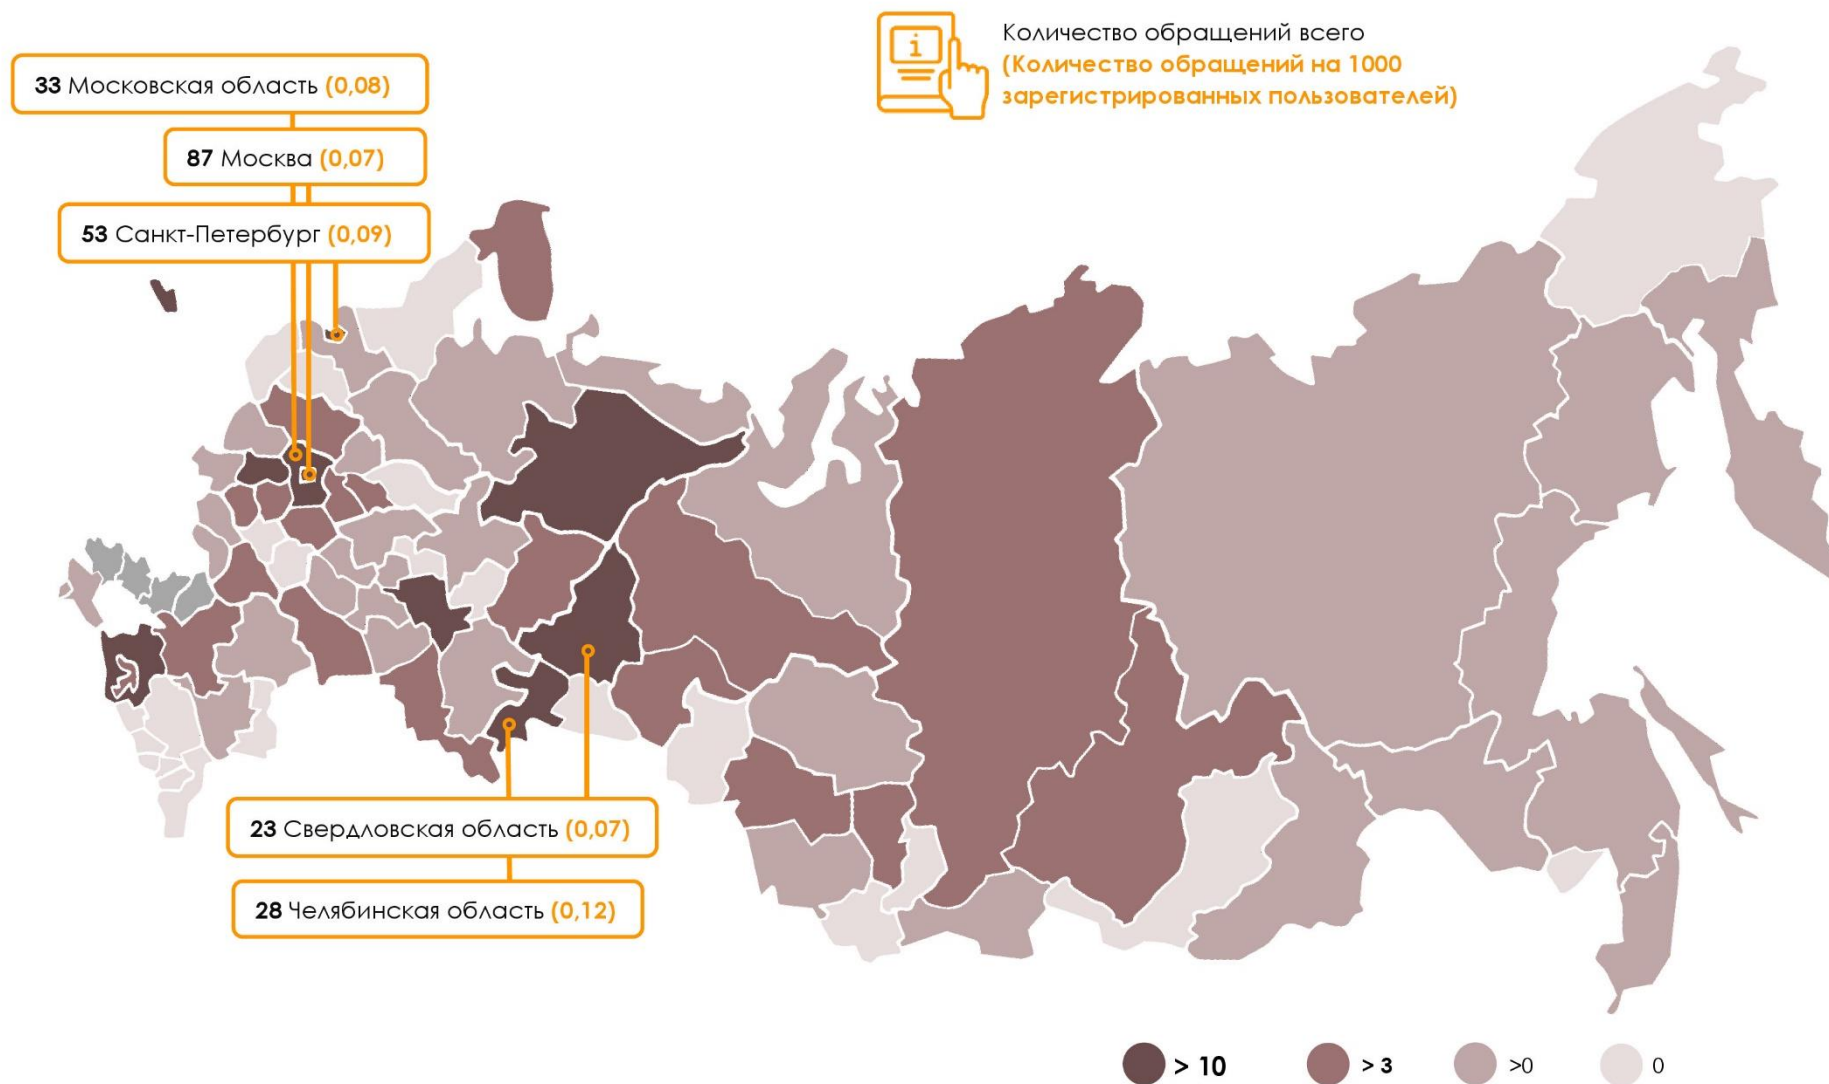 Количество обращений всего
(Количество обращений на 1000
зарегистрированных пользователей)
33 Московская область (0,08)
87 Москва (0,07)
53 Санкт-Петербург (0,09)
23 Свердловская область (0,07)
28 Челябинская область (0,12)
> 10
> 3
>0
0